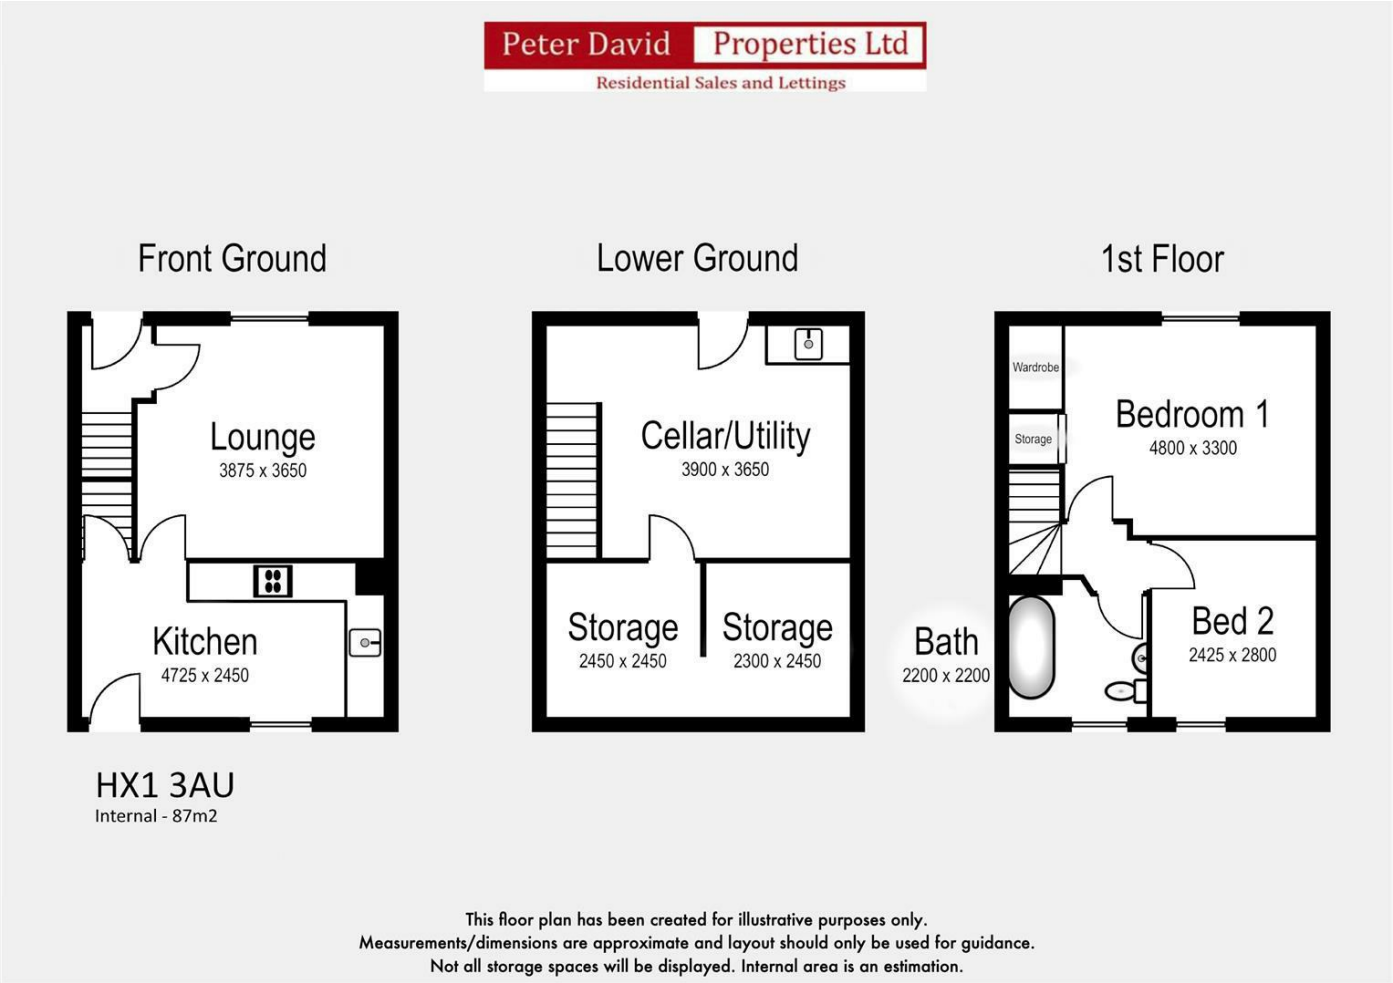 Peter David Properties Ltd
Residential Sales and Lettings
Front Ground
Lower Ground
1st Floor
Lounge
3875 x 3650
Kitchen
4725 x 2450
Cellar/Utility
3900 x 3650
Storage
2450 x 2450
Storage
2300 x 2450
Wardrobe
Storage
Bedroom 1
4800 x 3300
Bath
2200 x 2200
Bed 2
2425 x 2800
HX1 3AU
Internal - 87m2
This floor plan has been created for illustrative purposes only.
Measurements/dimensions are approximate and layout should only be used for guidance.
Not all storage spaces will be displayed. Internal area is an estimation.